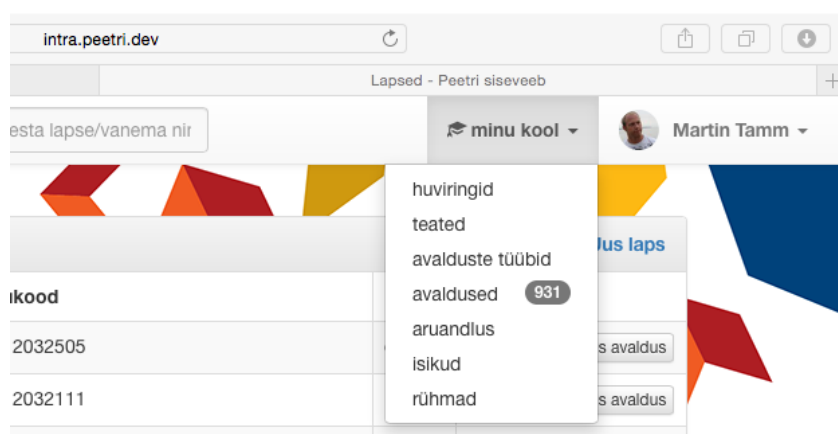 intra.peetri.dev
Lapsed - Peetri siseveeb
esta lapse/vanema nir
minu kool
Martin Tamm
huviringid
teated
avalduste tüübid
avaldused 931
aruandlus
isikud
rühmad
Uus laps
kood
2032505
s avaldus
2032111
s avaldus